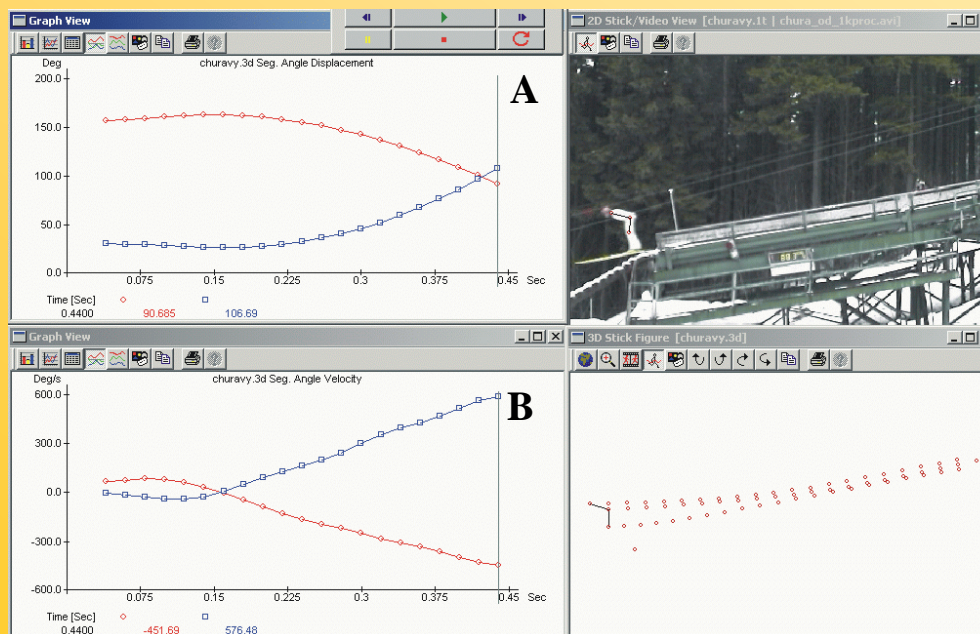 Graph View
churavy.3d Seg. Angle Displacement
Deg
A
200.0
150.0
100.0
50.0
0.0
0.075 0.15 0.225 0.3 0.375 0.45 Sec
Time [Sec]
0.4400 90.685 106.69
2D Stick/Video View [churavy.1t | chura_od_1kproc.avi]
Graph View
churavy.3d Seg. Angle Velocity
Deg/s
B
600.0
300.0
0.0
-300.0
-600.0
0.075 0.15 0.225 0.3 0.375 0.45 Sec
Time [Sec]
0.4400 -451.69 576.48
3D Stick Figure [churavy.3d]